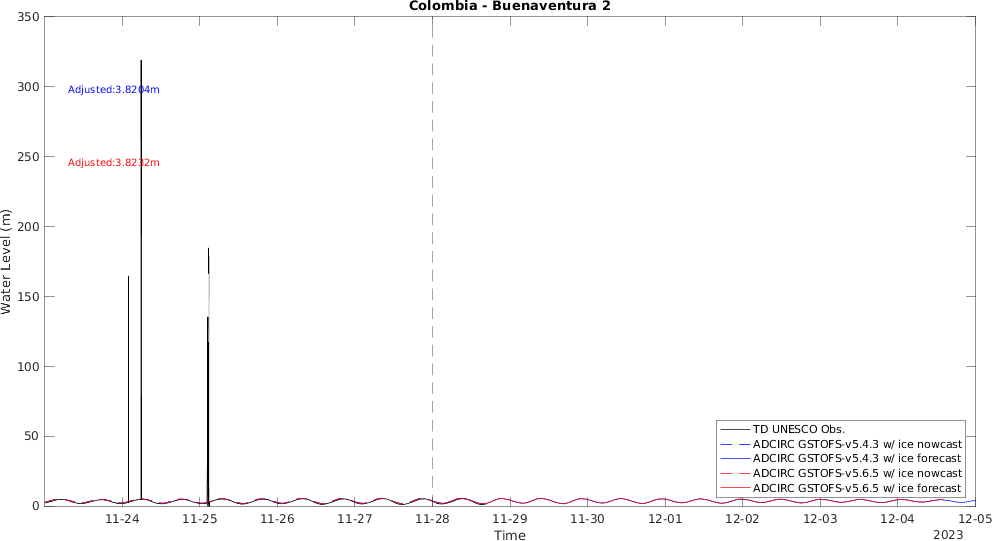 Colombia - Buenaventura 2
350
300
250
200
150
100
50
0
Water Level (m)
Adjusted:3.8204m
Adjusted:3.8232m
TD UNESCO Obs.
ADCIRC GSTOFS-v5.4.3 w/ ice nowcast
ADCIRC GSTOFS-v5.4.3 w/ ice forecast
ADCIRC GSTOFS-v5.6.5 w/ ice nowcast
ADCIRC GSTOFS-v5.6.5 w/ ice forecast
11-24 11-25 11-26 11-27 11-28 11-29 11-30 12-01 12-02 12-03 12-04 12-05
Time
2023